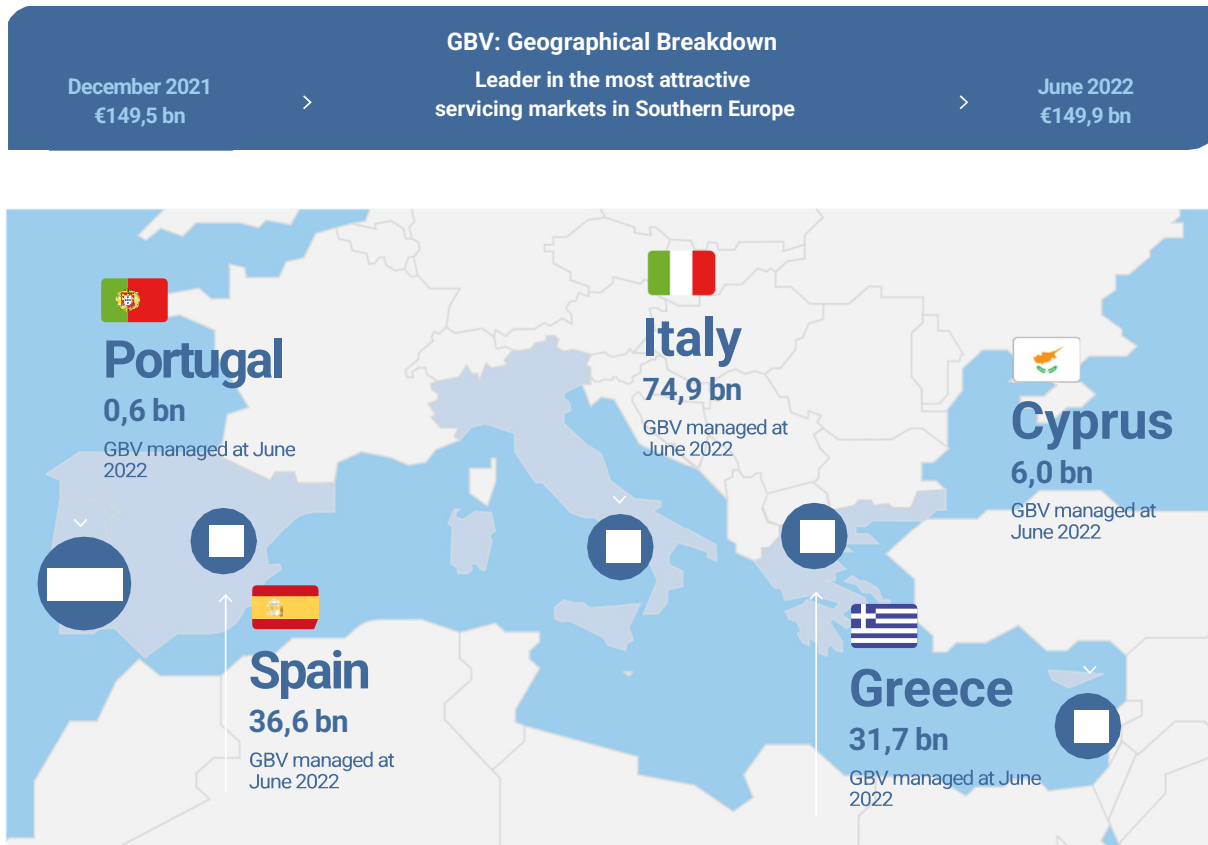 GBV: Geographical Breakdown
December 2021
€149,5 bn
Leader in the most attractive
servicing markets in Southern Europe
June 2022
€149,9 bn
Portugal
0,6 bn
GBV managed at June
2022
Italy
74,9 bn
GBV managed at
June 2022
Cyprus
6,0 bn
GBV managed at
June 2022
Spain
36,6 bn
GBV managed at
June 2022
Greece
31,7 bn
GBV managed at June
2022